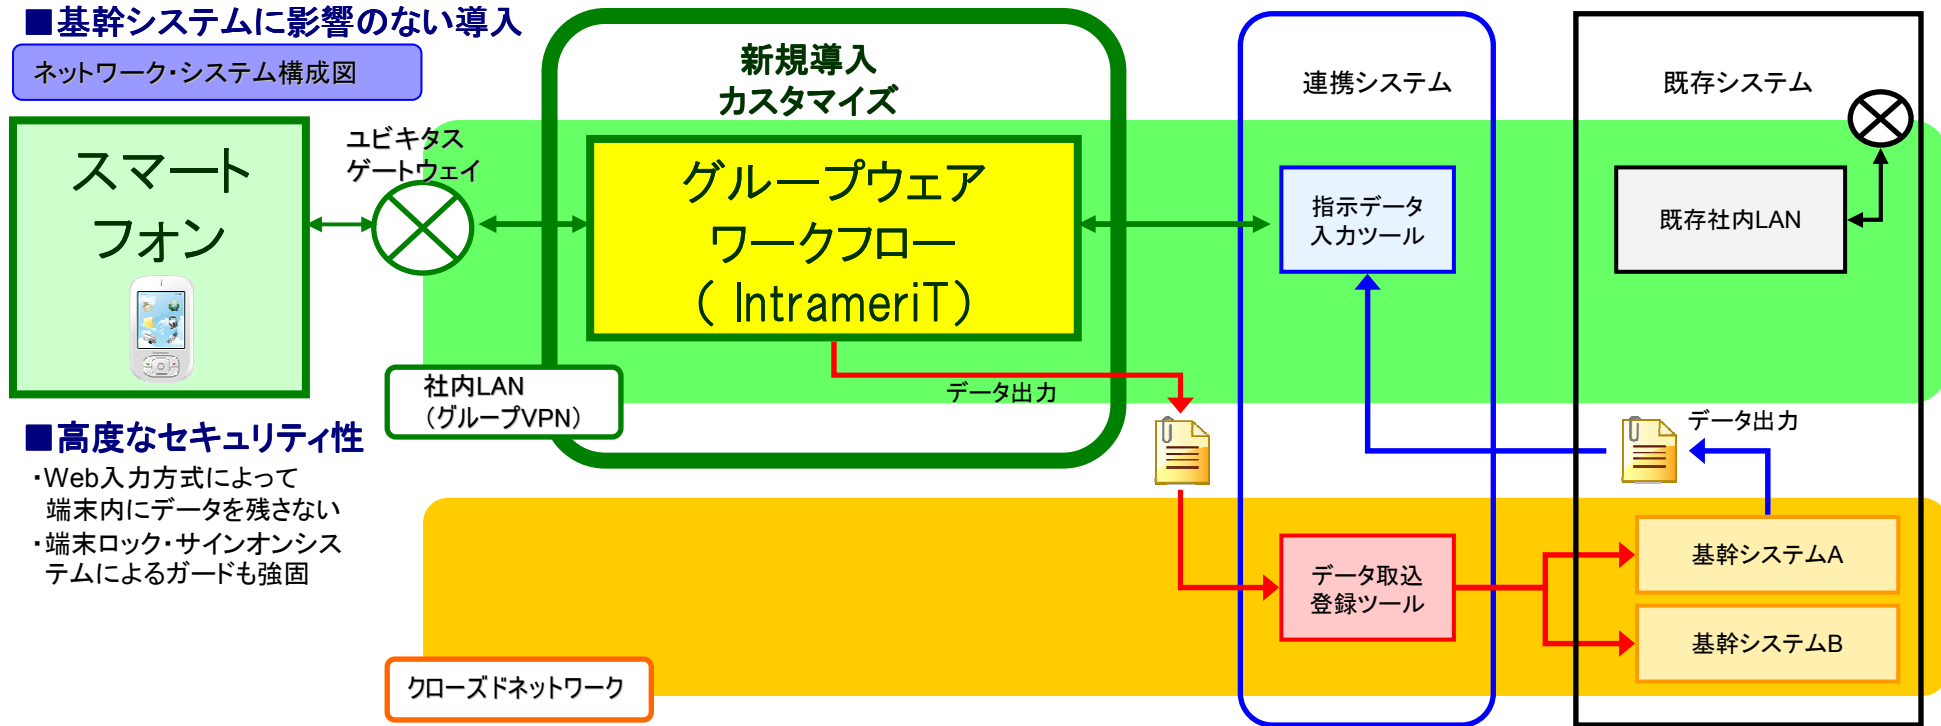 ■基幹システムに影響のない導入
ネットワーク・システム構成図
スマート
フォン
ユビキタス
ゲートウェイ
新規導入
カスタマイズ
グループウェア
ワークフロー
( IntrameriT)
連携システム
指示データ
入力ツール
既存システム
既存社内LAN
社内LAN
(グループVPN)
データ出力
データ出力
■高度なセキュリティ性
・Web入力方式によって
端末内にデータを残さない
・端末ロック・サインオンシス
テムによるガードも強固
データ取込
登録ツール
基幹システムA
基幹システムB
クローズドネットワーク